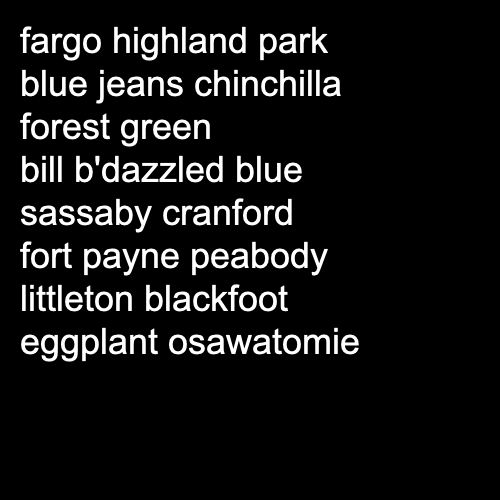 fargo highland park
blue jeans chinchilla
forest green
bill b'dazzled blue
sassaby cranford
fort payne peabody
littleton blackfoot
eggplant osawatomie